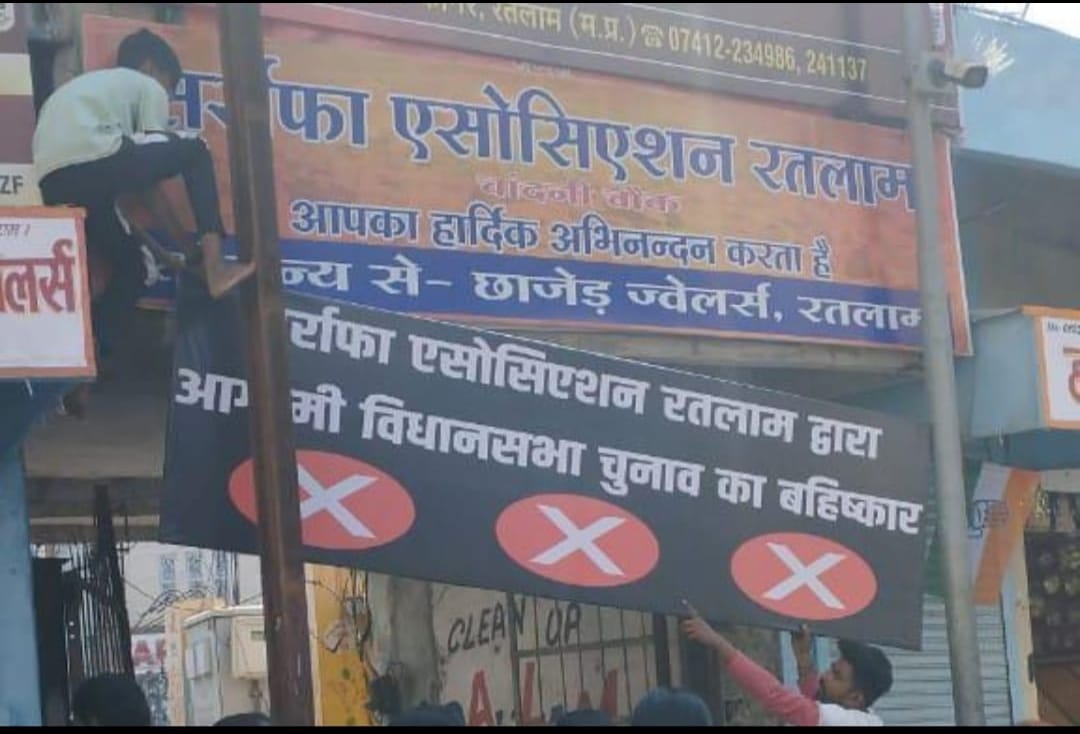 रतलाम (म.प्र.) ☎ 07412-234986, 241137
र्राफा एसोसिएशन रतलाम
चांदनी चौक
आपका हार्दिक अभिनन्दन करता है
न्य से- छाजेड़ ज्वेलर्स, रतलाम
ZF
लर्स
र्राफा एसोसिएशन रतलाम द्वारा
आगामी विधानसभा चुनाव का बहिष्कार
X X X
CLEAN UP